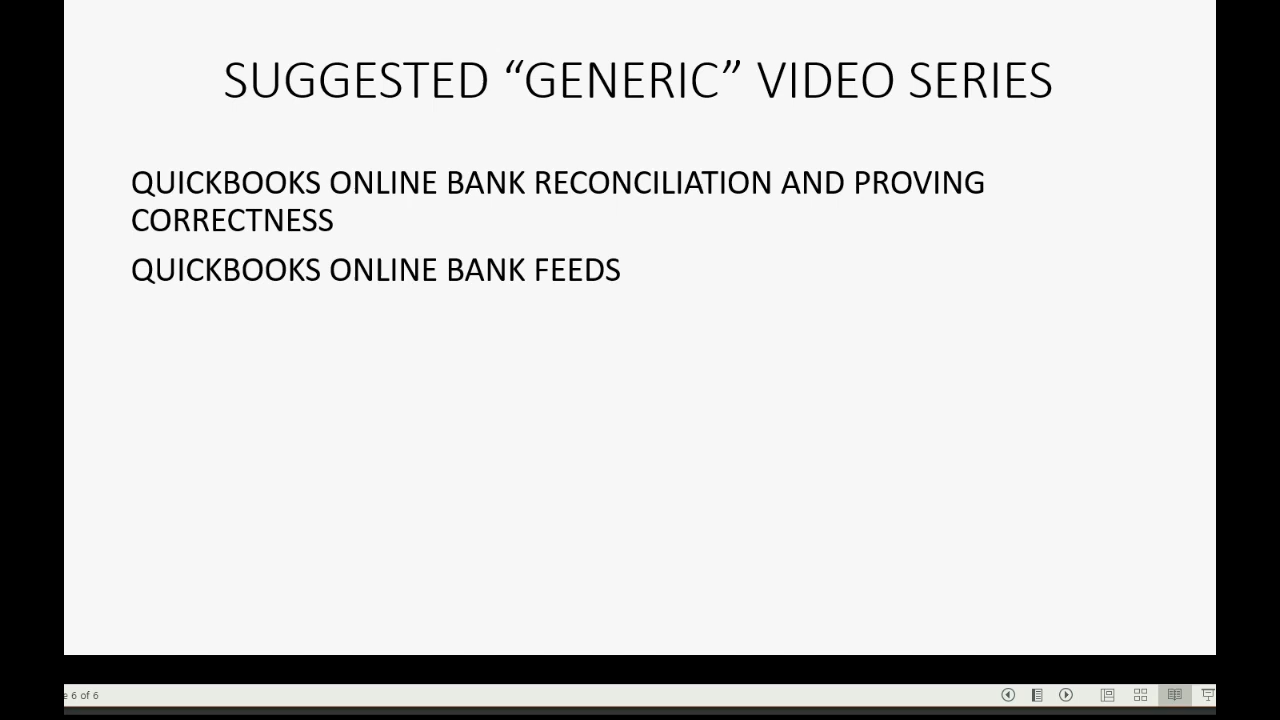 SUGGESTED “GENERIC” VIDEO SERIES
QUICKBOOKS ONLINE BANK RECONCILIATION AND PROVING
CORRECTNESS
QUICKBOOKS ONLINE BANK FEEDS
6 of 6